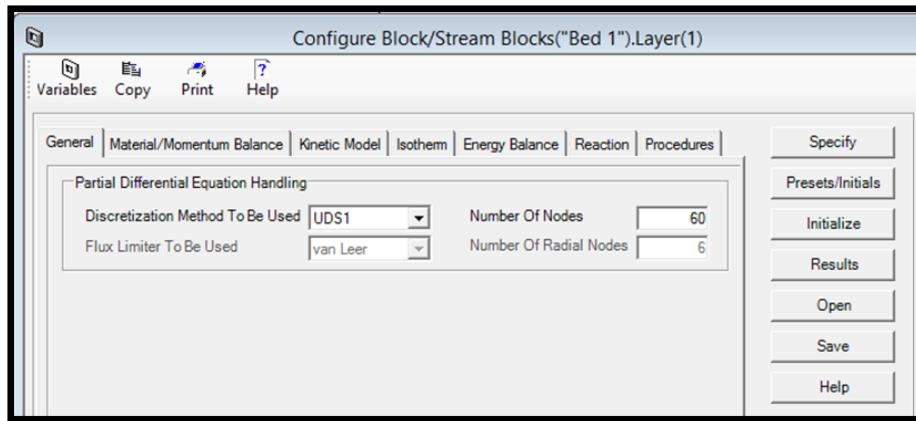 Configure Block/Stream Blocks("Bed 1").Layer(1)
Variables Copy Print Help
General Material/Momentum Balance Kinetic Model Isotherm Energy Balance Reaction Procedures
Partial Differential Equation Handling
Discretization Method To Be Used UDS1 Number Of Nodes 60
Flux Limiter To Be Used van Leer Number Of Radial Nodes 6
Specify
Presets/Initials
Initialize
Results
Open
Save
Help